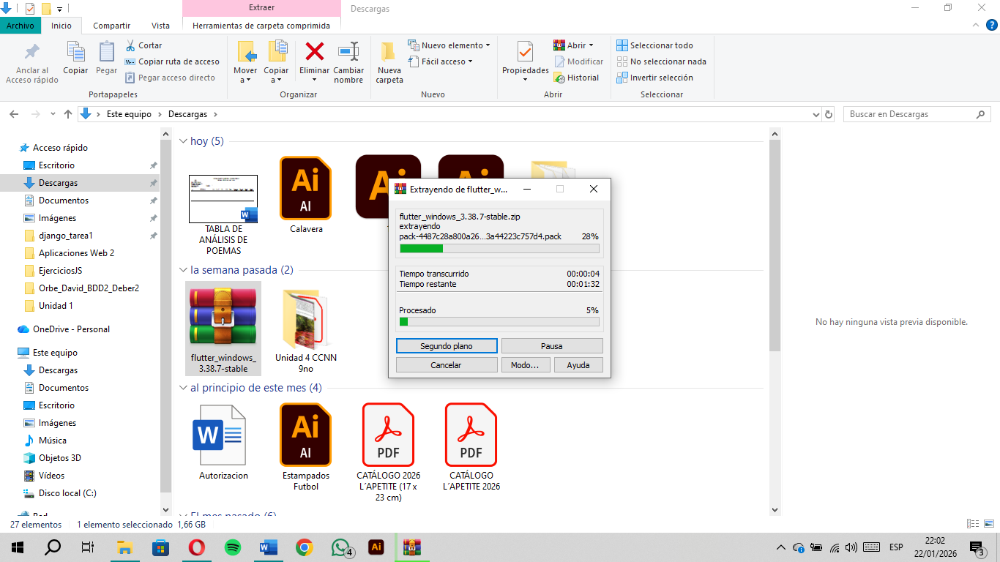 Extraer
Descargas
Archivo
Inicio
Compartir
Vista
Herramientas de carpeta comprimida
Anclar al
Acceso rápido
Copiar
Pegar
Cortar
Copiar ruta de acceso
Pegar acceso directo
Portapapeles
Mover
a
Copiar
a
Eliminar
Cambiar
nombre
Organizar
Nueva
carpeta
Nuevo elemento
Fácil acceso
Nuevo
Propiedades
Abrir
Modificar
Historial
Abrir
Seleccionar todo
No seleccionar nada
Invertir selección
Seleccionar
Este equipo
Descargas
Buscar en Descargas
Acceso rápido
Escritorio
Descargas
Documentos
Imágenes
django_tarea1
Aplicaciones Web 2
EjerciciosJS
Orbe_David_BDD2_Deber2
Unidad 1
OneDrive - Personal
Este equipo
Descargas
Documentos
Escritorio
Imágenes
Música
Objetos 3D
Vídeos
Disco local (C:)
Red
hoy (5)
TABLA DE
ANÁLISIS DE
POEMAS
Ai
AI
Calavera
la semana pasada (2)
flutter_windows_
3.38.7-stable
Unidad 4 CCNN
9no
al principio de este mes (4)
W
Autorizacion
Ai
AI
Estampados
Futbol
PDF
CATÁLOGO 2026
L´APETITE (17 x
23 cm)
PDF
CATÁLOGO
L´APETITE 2026
El mes pasado (6)
Extrayendo de flutter_w...
flutter_windows_3.38.7-stable.zip
extrayendo
pack-4487c28a800a26...3a44223c757d4.pack 28%
Tiempo transcurrido 00:00:04
Tiempo restante 00:01:32
Procesado 5%
Segundo plano
Pausa
Cancelar
Modo...
Ayuda
No hay ninguna vista previa disponible.
27 elementos
1 elemento seleccionado 1,66 GB
4
Ai
ESP
22:02
22/01/2026
3